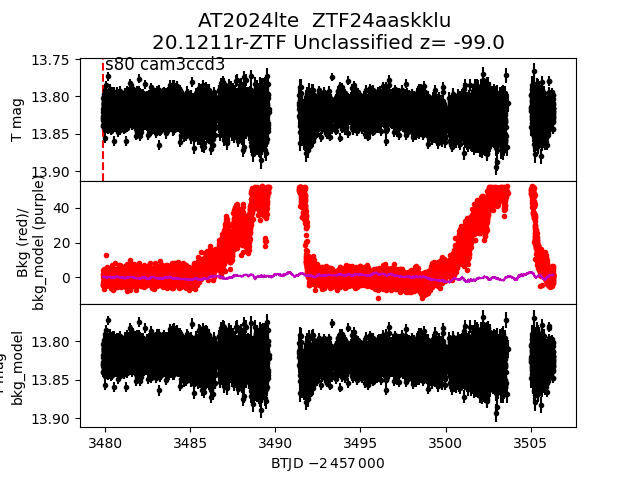 AT2024lte  ZTF24aaskklu
20.1211r-ZTF Unclassified z= -99.0
s80 cam3ccd3
13.75
13.80
13.85
13.90
T mag
40
20
0
Bkg (red)/
bkg_model (purple)
13.80
13.85
13.90
bkg_model
3480
3485
3490
3495
3500
3505
BTJD −2 457 000